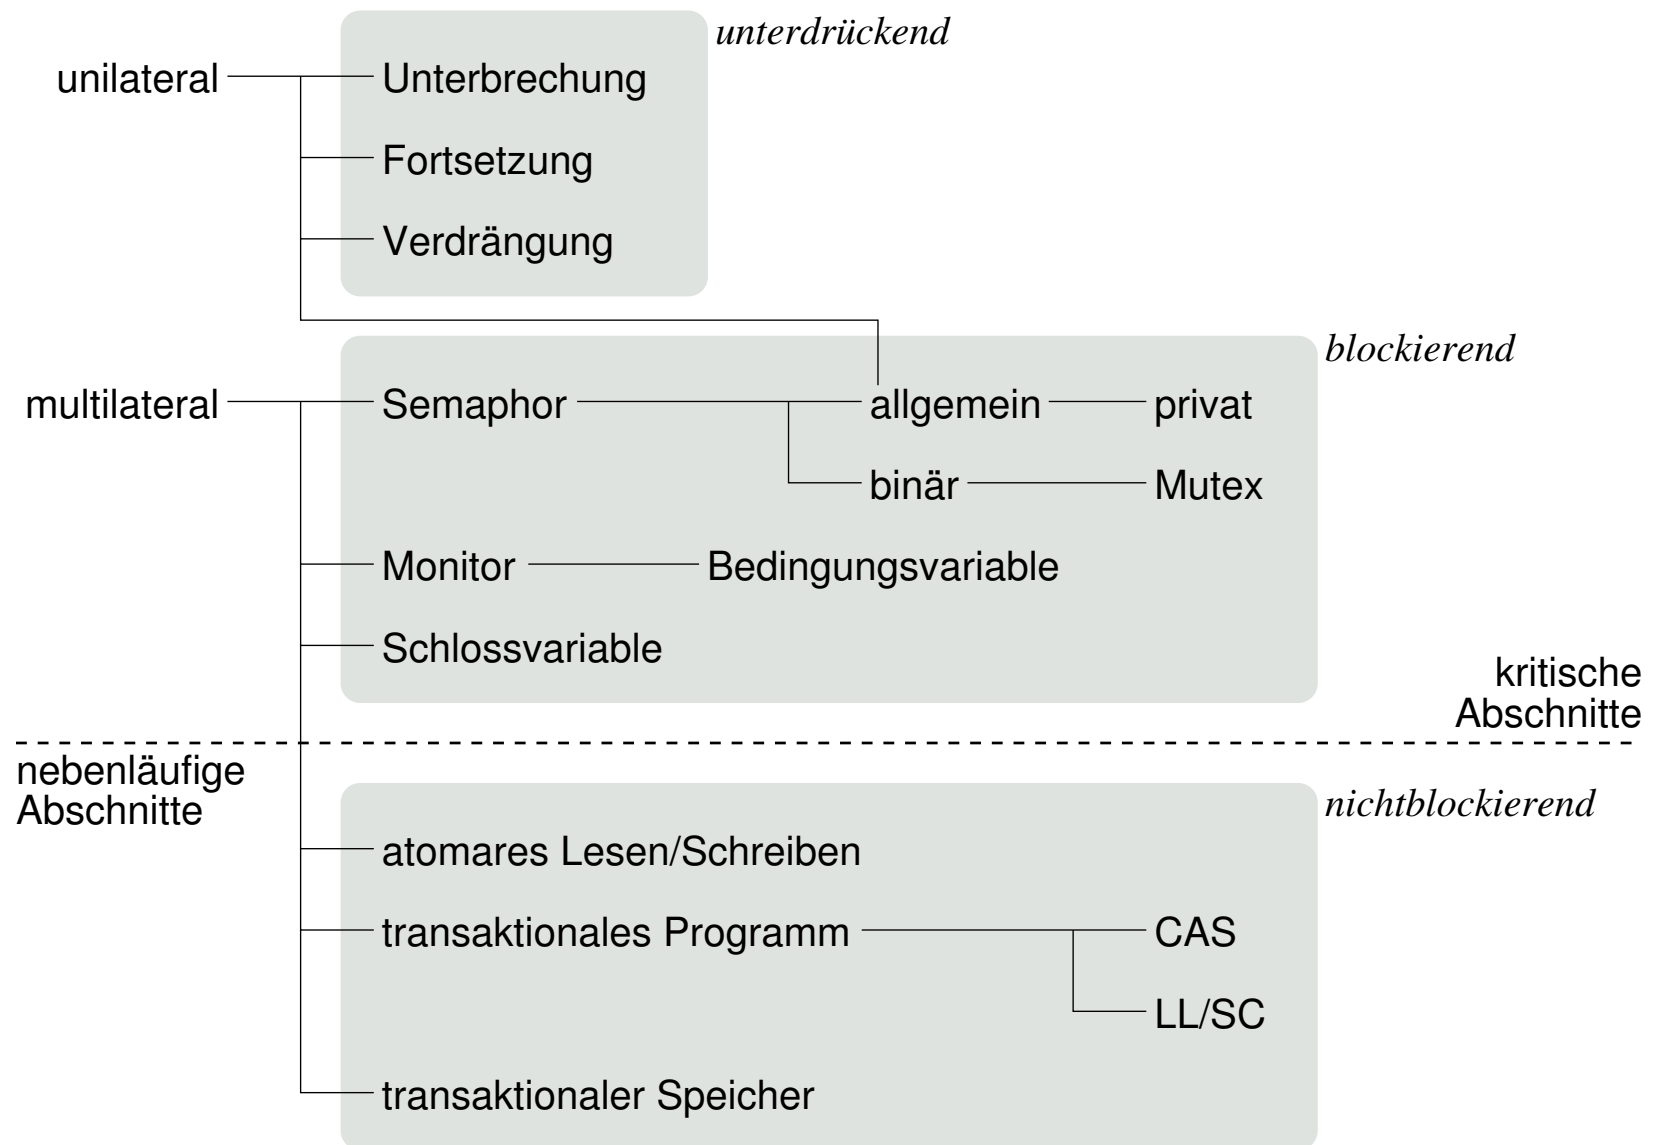 unterdrückend
unilateral
Unterbrechung
Fortsetzung
Verdrängung
blockierend
multilateral
Semaphor
allgemein
privat
binär
Mutex
Monitor
Bedingungsvariable
Schlossvariable
kritische
Abschnitte
nebenläufige
Abschnitte
nichtblockierend
atomares Lesen/Schreiben
transaktionales Programm
CAS
LL/SC
transaktionaler Speicher